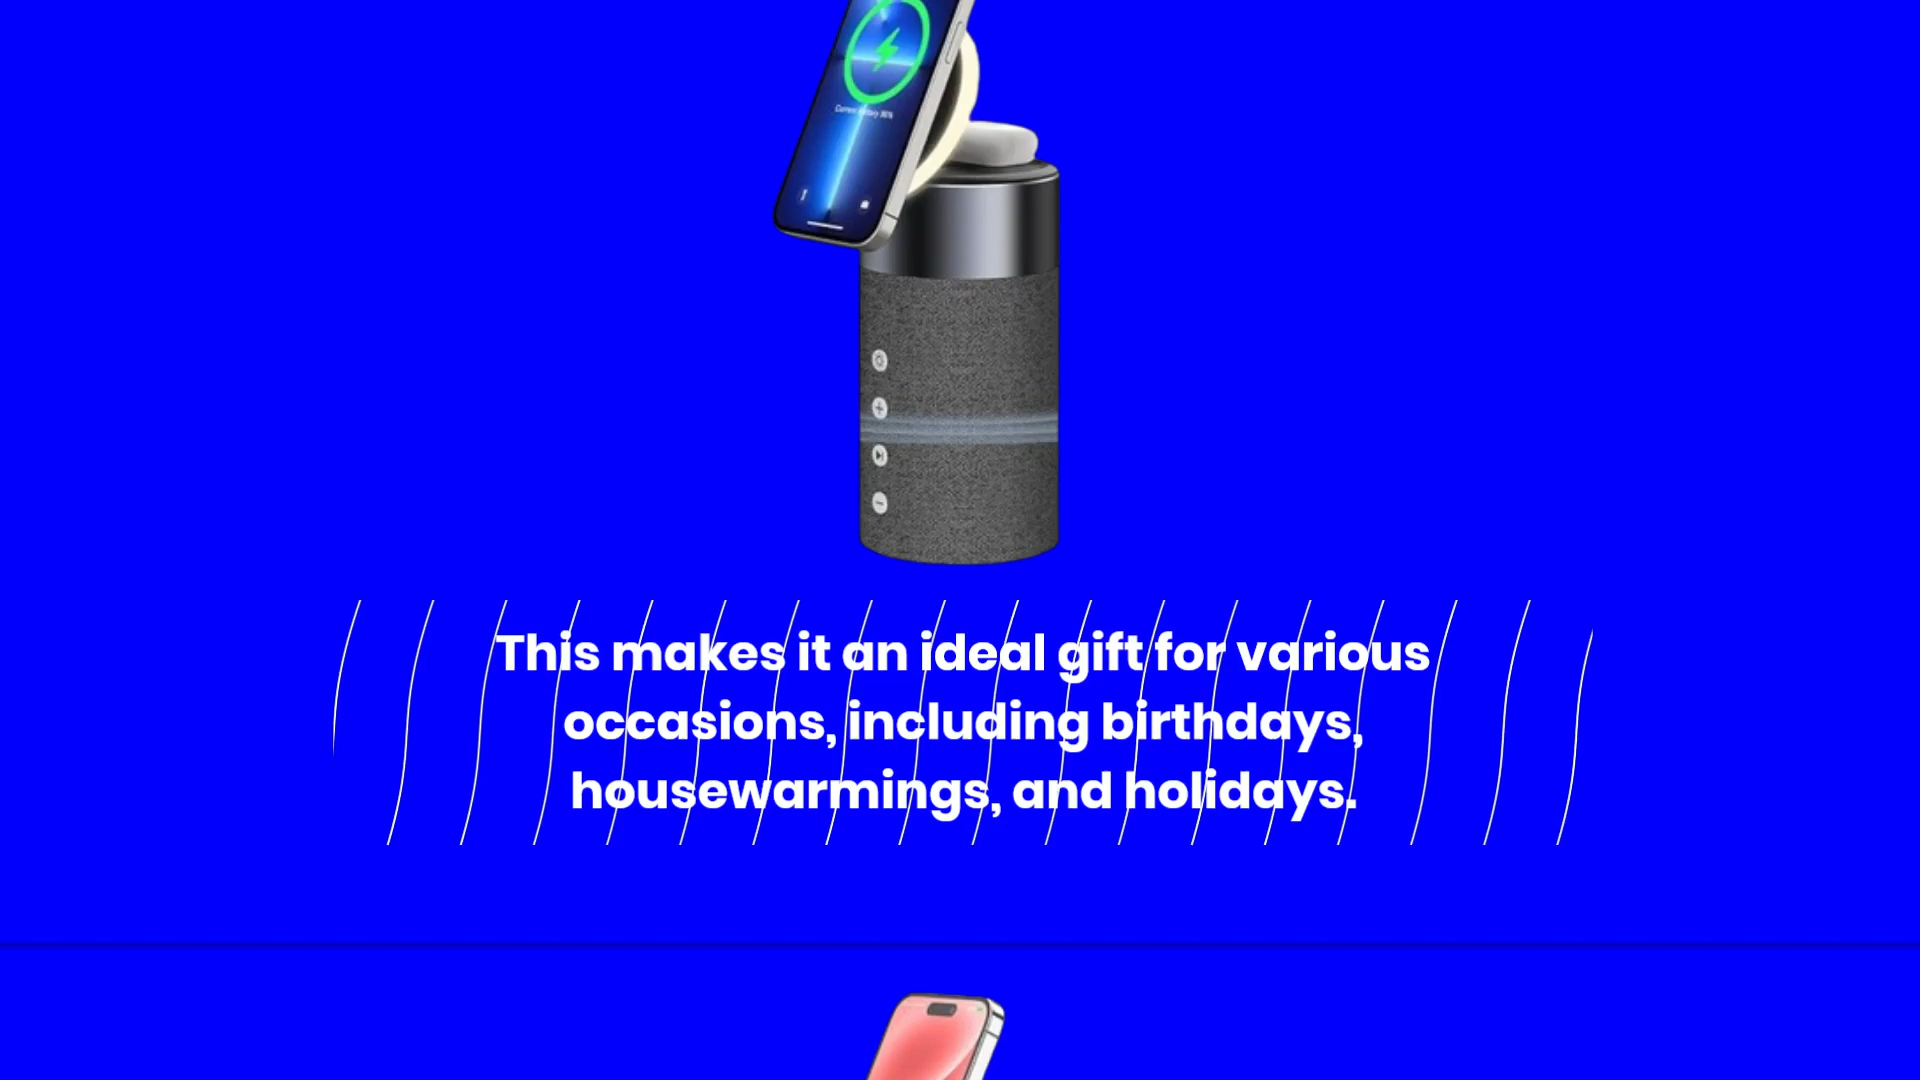 This makes it an ideal gift for various
occasions, including birthdays,
housewarmings, and holidays.